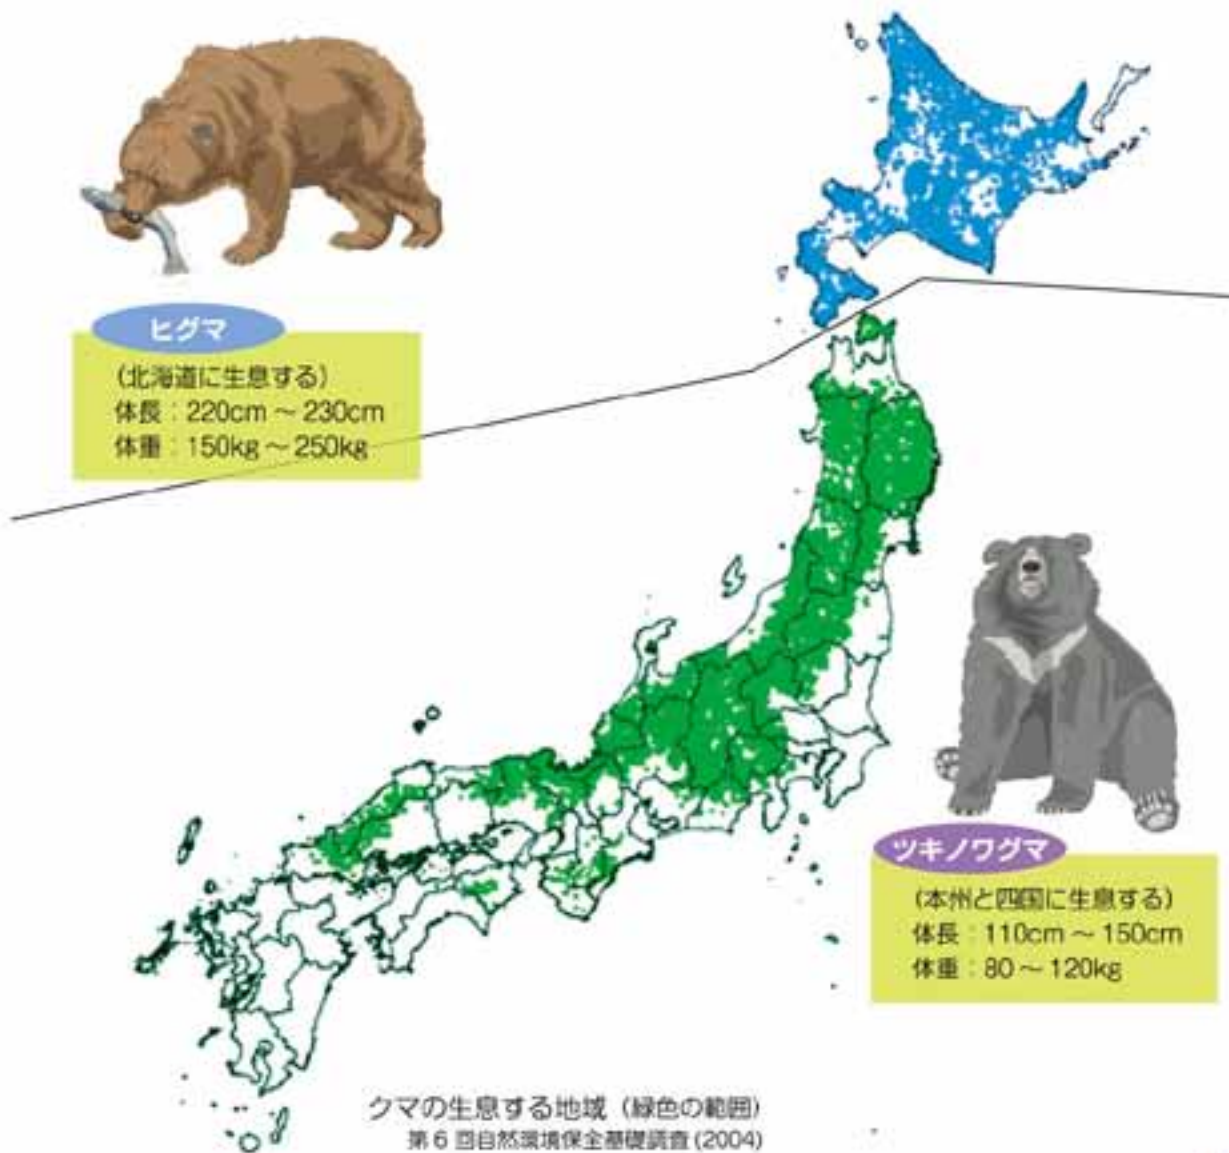 ヒグマ
(北海道に生息する)
体長:220cm ~ 230cm
体重:150kg ~ 250kg
ツキノワグマ
(本州と四国に生息する)
体長:110cm ~ 150cm
体重:80 ~ 120kg
クマの生息する地域(緑色の範囲)
第6回自然環境保全基礎調査(2004)